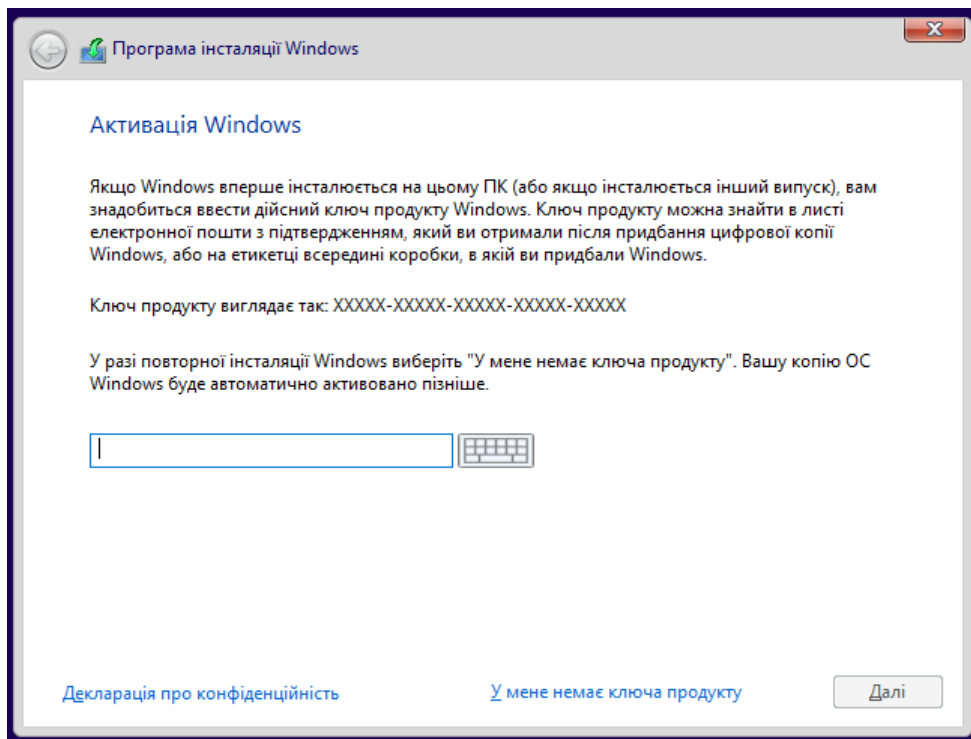 Програма інсталяції Windows
Активація Windows
Якщо Windows вперше інсталюється на цьому ПК (або якщо інсталюється інший випуск), вам
знадобиться ввести дійсний ключ продукту Windows. Ключ продукту можна знайти в листі
електронної пошти з підтвердженням, який ви отримали після придбання цифрової копії
Windows, або на етикетці всередині коробки, в якій ви придбали Windows.
Ключ продукту виглядає так: XXXXX-XXXXX-XXXXX-XXXXX-XXXXX
У разі повторної інсталяції Windows виберіть "У мене немає ключа продукту". Вашу копію ОС
Windows буде автоматично активовано пізніше.
Декларація про конфіденційність
У мене немає ключа продукту
Далі